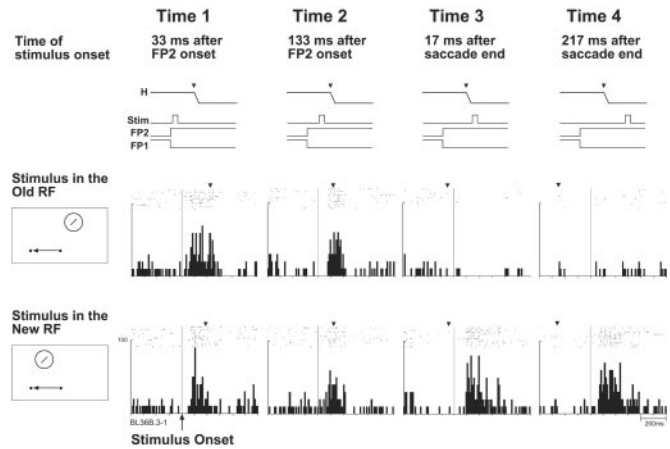 Time 1 Time 2 Time 3 Time 4
Time of
stimulus onset
33 ms after
FP2 onset
133 ms after
FP2 onset
17 ms after
saccade end
217 ms after
saccade end
H
Stim
FP2
FP1
Stimulus in the
Old RF
Stimulus in the
New RF
100
BL36B.3-1
Stimulus Onset
200ms